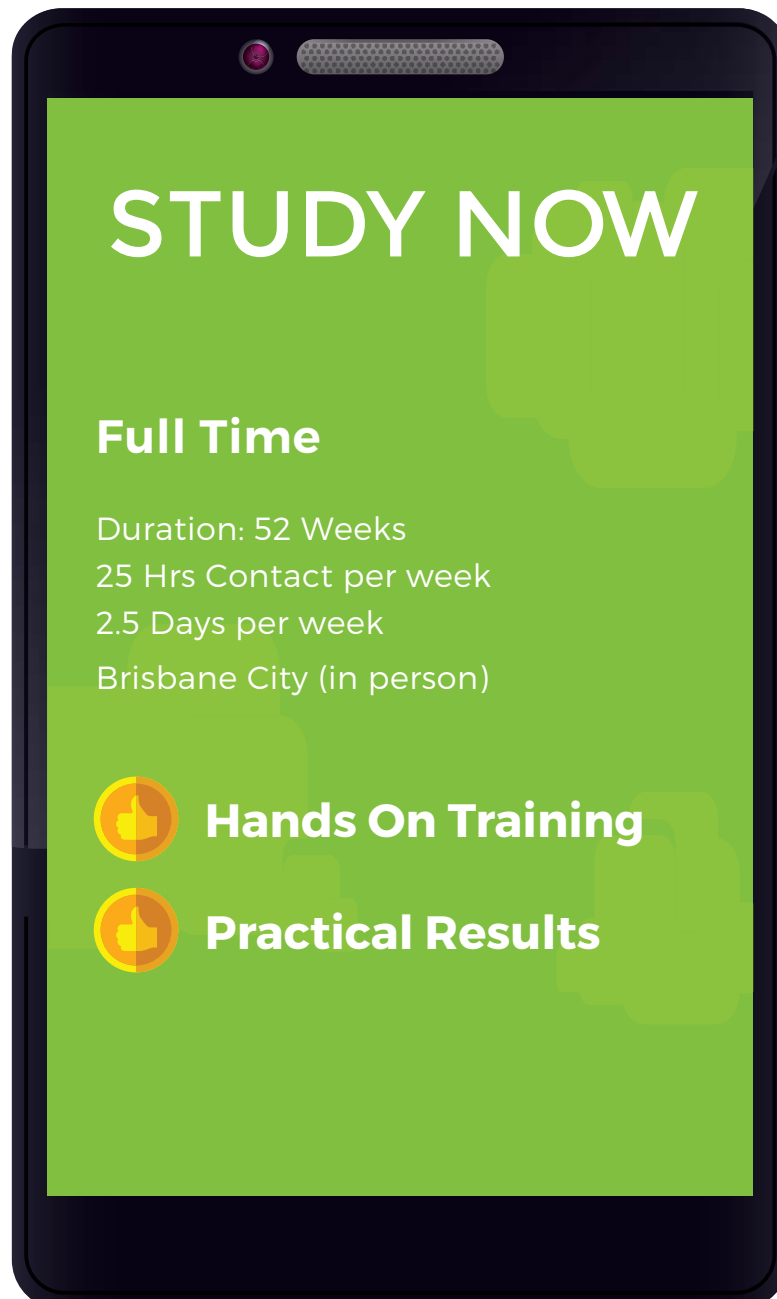 STUDY NOW
Full Time
Duration: 52 Weeks
25 Hrs Contact per week
2.5 Days per week
Brisbane City (in person)
Hands On Training
Practical Results